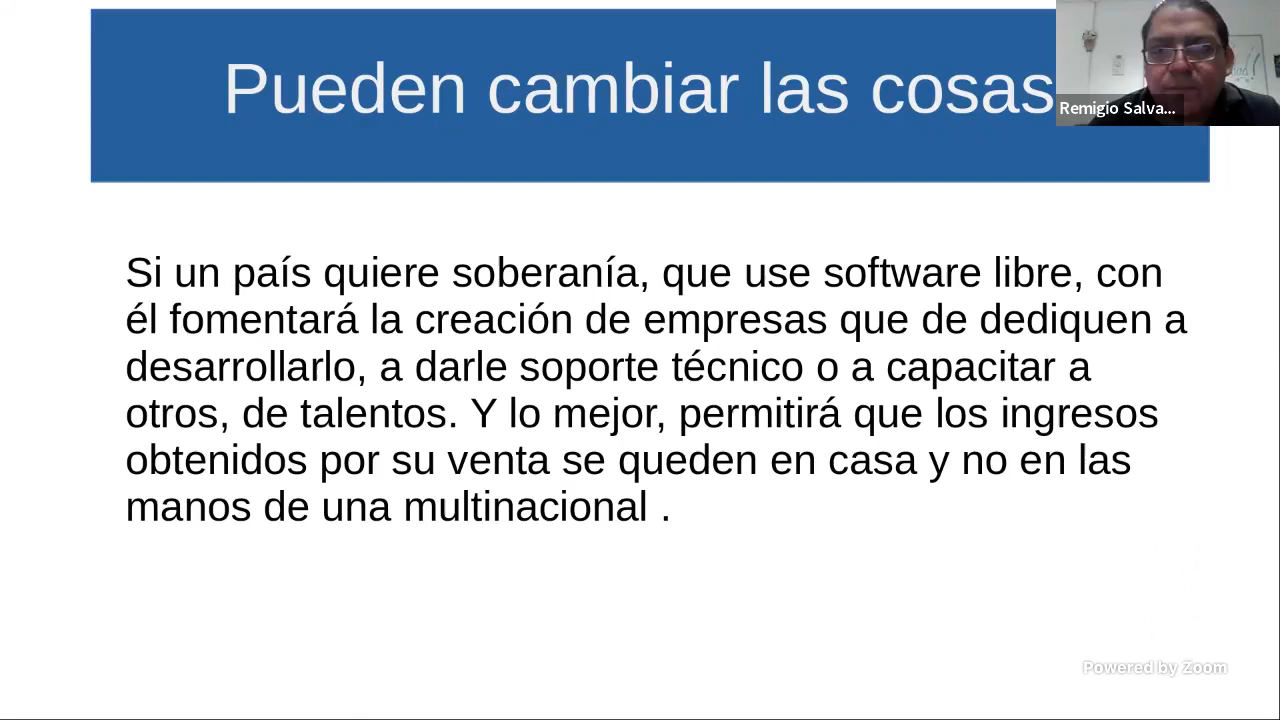 Pueden cambiar las cosas
Remigio Salva...
Si un país quiere soberanía, que use software libre, con
él fomentará la creación de empresas que de dediquen a
desarrollarlo, a darle soporte técnico o a capacitar a
otros, de talentos. Y lo mejor, permitirá que los ingresos
obtenidos por su venta se queden en casa y no en las
manos de una multinacional .
Powered by Zoom